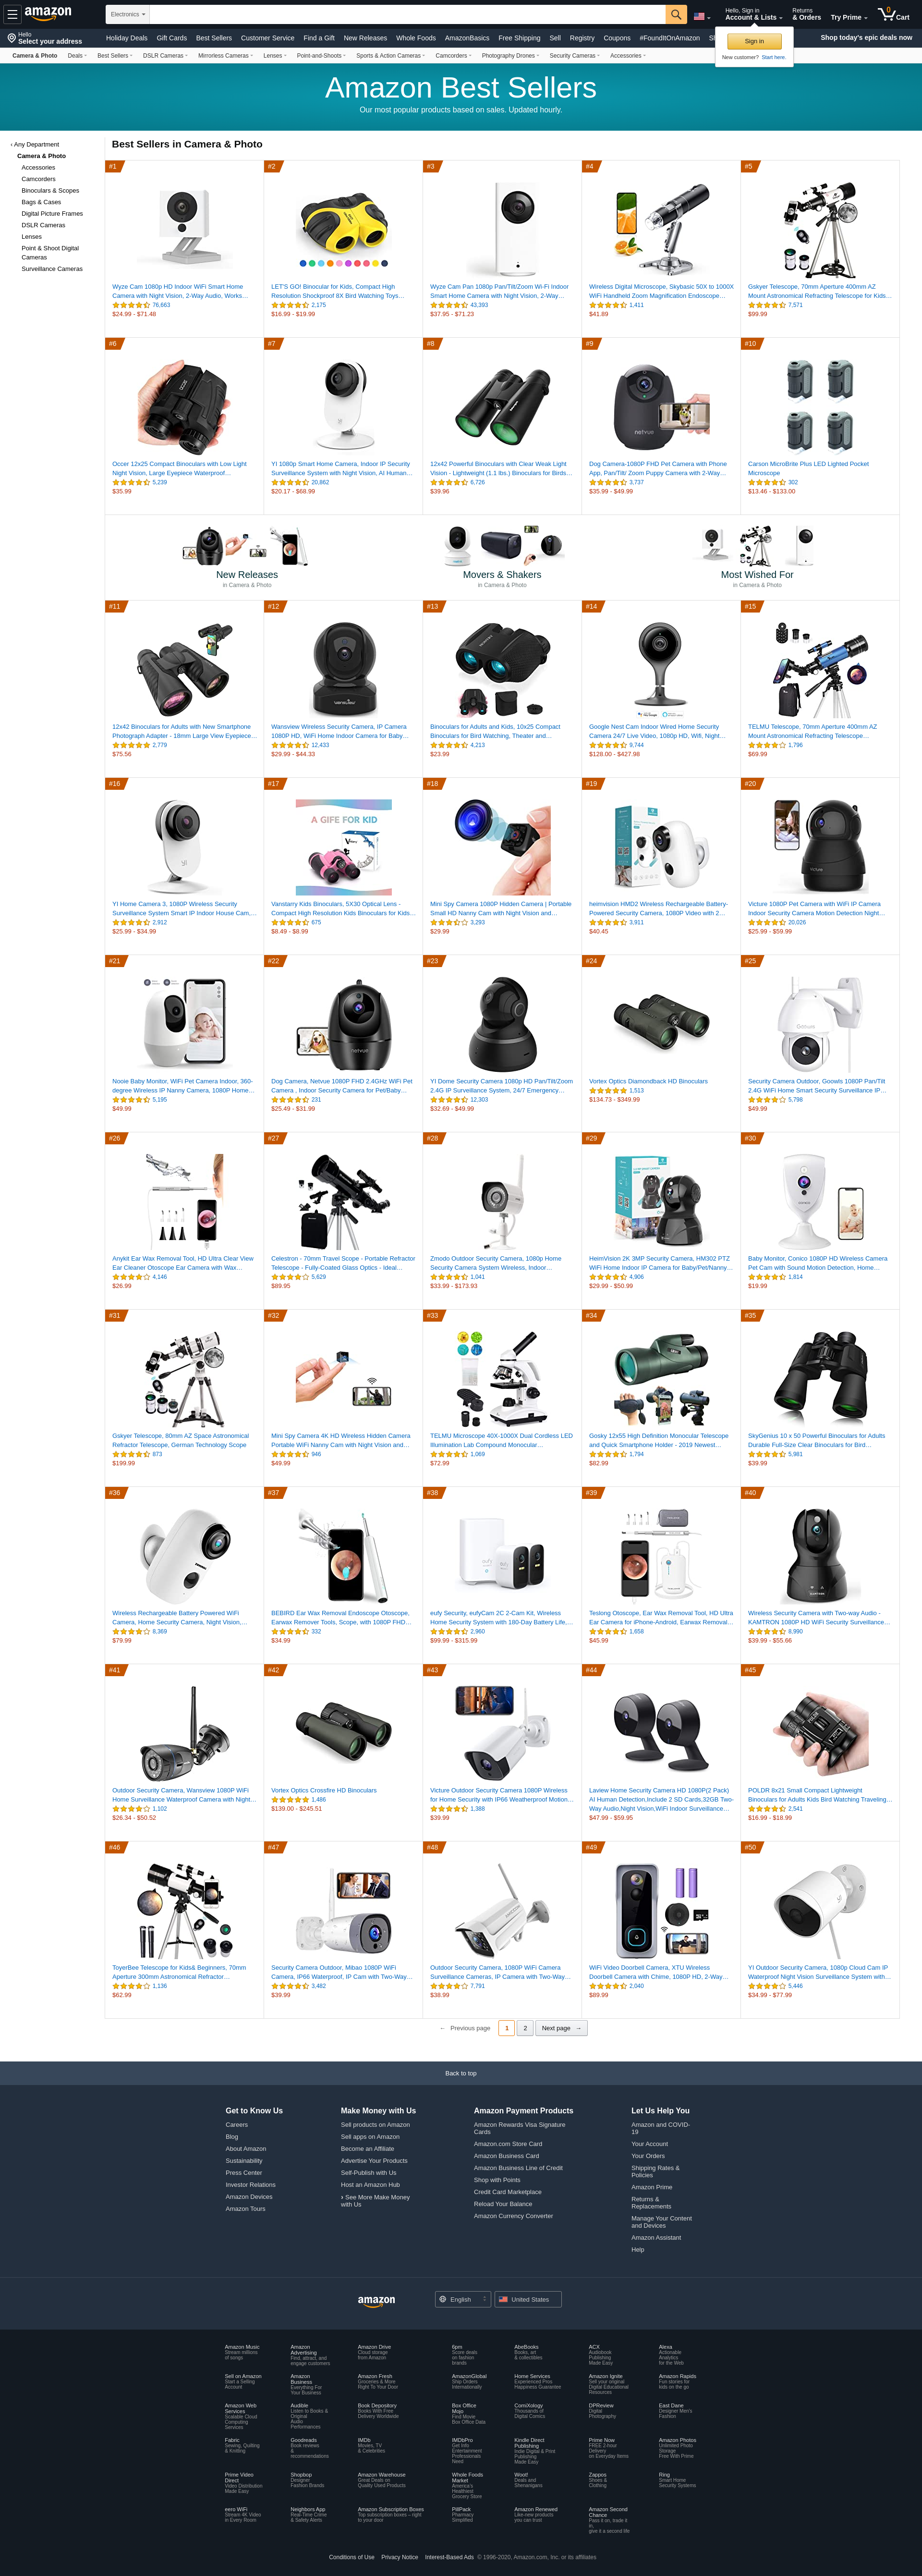 amazon
Electronics
Hello, Sign in
Account & Lists
Returns
& Orders
Try Prime
0
Cart
Hello
Select your address
Holiday Deals
Gift Cards
Best Sellers
Customer Service
Find a Gift
New Releases
Whole Foods
AmazonBasics
Free Shipping
Sell
Registry
Coupons
#FoundItOnAmazon
Shop today's epic deals now
Sign in
New customer? Start here.
Camera & Photo
Deals
Best Sellers
DSLR Cameras
Mirrorless Cameras
Lenses
Point-and-Shoots
Sports & Action Cameras
Camcorders
Photography Drones
Security Cameras
Accessories
Amazon Best Sellers
Our most popular products based on sales. Updated hourly.
‹ Any Department
Camera & Photo
Accessories
Camcorders
Binoculars & Scopes
Bags & Cases
Digital Picture Frames
DSLR Cameras
Lenses
Point & Shoot Digital
Cameras
Surveillance Cameras
Best Sellers in Camera & Photo
#1
Wyze Cam 1080p HD Indoor WiFi Smart Home
Camera with Night Vision, 2-Way Audio, Works…
76,663
$24.99 - $71.48
#2
LET'S GO! Binocular for Kids, Compact High
Resolution Shockproof 8X Bird Watching Toys…
2,175
$16.99 - $19.99
#3
Wyze Cam Pan 1080p Pan/Tilt/Zoom Wi-Fi Indoor
Smart Home Camera with Night Vision, 2-Way…
43,393
$37.95 - $71.23
#4
Wireless Digital Microscope, Skybasic 50X to 1000X
WiFi Handheld Zoom Magnification Endoscope…
1,411
$41.89
#5
Gskyer Telescope, 70mm Aperture 400mm AZ
Mount Astronomical Refracting Telescope for Kids…
7,571
$99.99
#6
Occer 12x25 Compact Binoculars with Low Light
Night Vision, Large Eyepiece Waterproof…
5,239
$35.99
#7
YI 1080p Smart Home Camera, Indoor IP Security
Surveillance System with Night Vision, AI Human…
20,862
$20.17 - $68.99
#8
12x42 Powerful Binoculars with Clear Weak Light
Vision - Lightweight (1.1 lbs.) Binoculars for Birds…
6,726
$39.96
#9
netvue
Dog Camera-1080P FHD Pet Camera with Phone
App, Pan/Tilt/ Zoom Puppy Camera with 2-Way…
3,737
$35.99 - $49.99
#10
Carson MicroBrite Plus LED Lighted Pocket
Microscope
302
$13.46 - $133.00
New Releases
in Camera & Photo
Movers & Shakers
in Camera & Photo
Most Wished For
in Camera & Photo
#11
12x42 Binoculars for Adults with New Smartphone
Photograph Adapter - 18mm Large View Eyepiece…
2,779
$75.56
#12
Wansview Wireless Security Camera, IP Camera
1080P HD, WiFi Home Indoor Camera for Baby…
12,433
$29.99 - $44.33
#13
Binoculars for Adults and Kids, 10x25 Compact
Binoculars for Bird Watching, Theater and…
4,213
$23.99
#14
Google Nest Cam Indoor Wired Home Security
Camera 24/7 Live Video, 1080p HD, Wifi, Night…
9,744
$128.00 - $427.98
#15
TELMU Telescope, 70mm Aperture 400mm AZ
Mount Astronomical Refracting Telescope…
1,796
$69.99
#16
YI Home Camera 3, 1080P Wireless Security
Surveillance System Smart IP Indoor House Cam,…
2,912
$25.99 - $34.99
#17
A GIFE FOR KID
Vanstarry Kids Binoculars, 5X30 Optical Lens -
Compact High Resolution Kids Binoculars for Kids…
675
$8.49 - $8.99
#18
Mini Spy Camera 1080P Hidden Camera | Portable
Small HD Nanny Cam with Night Vision and…
3,293
$29.99
#19
heimvision HMD2 Wireless Rechargeable Battery-
Powered Security Camera, 1080P Video with 2…
3,911
$40.45
#20
Victure 1080P Pet Camera with WiFi IP Camera
Indoor Security Camera Motion Detection Night…
20,026
$25.99 - $59.99
#21
Nooie Baby Monitor, WiFi Pet Camera Indoor, 360-
degree Wireless IP Nanny Camera, 1080P Home…
5,195
$49.99
#22
netvue
Dog Camera, Netvue 1080P FHD 2.4GHz WiFi Pet
Camera , Indoor Security Camera for Pet/Baby…
231
$25.49 - $31.99
#23
YI Dome Security Camera 1080p HD Pan/Tilt/Zoom
2.4G IP Surveillance System, 24/7 Emergency…
12,303
$32.69 - $49.99
#24
Vortex Optics Diamondback HD Binoculars
1,513
$134.73 - $349.99
#25
Security Camera Outdoor, Goowls 1080P Pan/Tilt
2.4G WiFi Home Smart Security Surveillance IP…
5,798
$49.99
#26
Anykit Ear Wax Removal Tool, HD Ultra Clear View
Ear Cleaner Otoscope Ear Camera with Wax…
4,146
$26.99
#27
Celestron - 70mm Travel Scope - Portable Refractor
Telescope - Fully-Coated Glass Optics - Ideal…
5,629
$89.95
#28
Zmodo Outdoor Security Camera, 1080p Home
Security Camera System Wireless, Indoor…
1,041
$33.99 - $173.93
#29
HeimVision 2K 3MP Security Camera, HM302 PTZ
WiFi Home Indoor IP Camera for Baby/Pet/Nanny…
4,906
$29.99 - $50.99
#30
Baby Monitor, Conico 1080P HD Wireless Camera
Pet Cam with Sound Motion Detection, Home…
1,814
$19.99
#31
Gskyer Telescope, 80mm AZ Space Astronomical
Refractor Telescope, German Technology Scope
873
$199.99
#32
Mini Spy Camera 4K HD Wireless Hidden Camera
Portable WIFI Nanny Cam with Night Vision and…
946
$49.99
#33
TELMU Microscope 40X-1000X Dual Cordless LED
Illumination Lab Compound Monocular…
1,069
$72.99
#34
Gosky 12x55 High Definition Monocular Telescope
and Quick Smartphone Holder - 2019 Newest…
1,794
$82.99
#35
SkyGenius 10 x 50 Powerful Binoculars for Adults
Durable Full-Size Clear Binoculars for Bird…
5,981
$39.99
#36
Wireless Rechargeable Battery Powered WiFi
Camera, Home Security Camera, Night Vision,…
8,369
$79.99
#37
BEBIRD Ear Wax Removal Endoscope Otoscope,
Earwax Remover Tools, Scope, with 1080P FHD…
332
$34.99
#38
eufy Security, eufyCam 2C 2-Cam Kit, Wireless
Home Security System with 180-Day Battery Life,…
2,960
$99.99 - $315.99
#39
Teslong Otoscope, Ear Wax Removal Tool, HD Ultra
Ear Camera for iPhone-Android, Earwax Removal…
1,658
$45.99
#40
Wireless Security Camera with Two-way Audio -
KAMTRON 1080P HD WiFi Security Surveillance…
8,990
$39.99 - $55.66
#41
Outdoor Security Camera, Wansview 1080P WiFi
Home Surveillance Waterproof Camera with Night…
1,102
$26.34 - $50.52
#42
Vortex Optics Crossfire HD Binoculars
1,486
$139.00 - $245.51
#43
Victure Outdoor Security Camera 1080P Wireless
for Home Security with IP66 Weatherproof Motion…
1,388
$39.99
#44
Laview Home Security Camera HD 1080P(2 Pack)
AI Human Detection,Include 2 SD Cards,32GB Two-
Way Audio,Night Vision,WiFi Indoor Surveillance…
$47.99 - $59.95
#45
POLDR 8x21 Small Compact Lightweight
Binoculars for Adults Kids Bird Watching Traveling…
2,541
$16.99 - $18.99
#46
ToyerBee Telescope for Kids& Beginners, 70mm
Aperture 300mm Astronomical Refractor…
1,136
$62.99
#47
Security Camera Outdoor, Mibao 1080P WiFi
Camera, IP66 Waterproof, IP Cam with Two-Way…
3,482
$39.99
#48
Outdoor Security Camera, 1080P WiFi Camera
Surveillance Cameras, IP Camera with Two-Way…
7,791
$38.99
#49
WiFi Video Doorbell Camera, XTU Wireless
Doorbell Camera with Chime, 1080P HD, 2-Way…
2,040
$89.99
#50
YI Outdoor Security Camera, 1080p Cloud Cam IP
Waterproof Night Vision Surveillance System with…
5,446
$34.99 - $77.99
← Previous page
1
2
Next page →
Back to top
Get to Know Us
Careers
Blog
About Amazon
Sustainability
Press Center
Investor Relations
Amazon Devices
Amazon Tours
Make Money with Us
Sell products on Amazon
Sell apps on Amazon
Become an Affiliate
Advertise Your Products
Self-Publish with Us
Host an Amazon Hub
› See More Make Money
with Us
Amazon Payment Products
Amazon Rewards Visa Signature
Cards
Amazon.com Store Card
Amazon Business Card
Amazon Business Line of Credit
Shop with Points
Credit Card Marketplace
Reload Your Balance
Amazon Currency Converter
Let Us Help You
Amazon and COVID-
19
Your Account
Your Orders
Shipping Rates &
Policies
Amazon Prime
Returns &
Replacements
Manage Your Content
and Devices
Amazon Assistant
Help
amazon
English
United States
Amazon Music
Stream millions
of songs
Amazon
Advertising
Find, attract, and
engage customers
Amazon Drive
Cloud storage
from Amazon
6pm
Score deals
on fashion
brands
AbeBooks
Books, art
& collectibles
ACX
Audiobook
Publishing
Made Easy
Alexa
Actionable
Analytics
for the Web
Sell on Amazon
Start a Selling
Account
Amazon
Business
Everything For
Your Business
Amazon Fresh
Groceries & More
Right To Your Door
AmazonGlobal
Ship Orders
Internationally
Home Services
Experienced Pros
Happiness Guarantee
Amazon Ignite
Sell your original
Digital Educational
Resources
Amazon Rapids
Fun stories for
kids on the go
Amazon Web
Services
Scalable Cloud
Computing
Services
Audible
Listen to Books &
Original
Audio
Performances
Book Depository
Books With Free
Delivery Worldwide
Box Office
Mojo
Find Movie
Box Office Data
ComiXology
Thousands of
Digital Comics
DPReview
Digital
Photography
East Dane
Designer Men's
Fashion
Fabric
Sewing, Quilting
& Knitting
Goodreads
Book reviews
&
recommendations
IMDb
Movies, TV
& Celebrities
IMDbPro
Get Info
Entertainment
Professionals
Need
Kindle Direct
Publishing
Indie Digital & Print
Publishing
Made Easy
Prime Now
FREE 2-hour
Delivery
on Everyday Items
Amazon Photos
Unlimited Photo
Storage
Free With Prime
Prime Video
Direct
Video Distribution
Made Easy
Shopbop
Designer
Fashion Brands
Amazon Warehouse
Great Deals on
Quality Used Products
Whole Foods
Market
America's
Healthiest
Grocery Store
Woot!
Deals and
Shenanigans
Zappos
Shoes &
Clothing
Ring
Smart Home
Security Systems
eero WiFi
Stream 4K Video
in Every Room
Neighbors App
Real-Time Crime
& Safety Alerts
Amazon Subscription Boxes
Top subscription boxes – right
to your door
PillPack
Pharmacy
Simplified
Amazon Renewed
Like-new products
you can trust
Amazon Second
Chance
Pass it on, trade it
in,
give it a second life
Conditions of Use
Privacy Notice
Interest-Based Ads
© 1996-2020, Amazon.com, Inc. or its affiliates